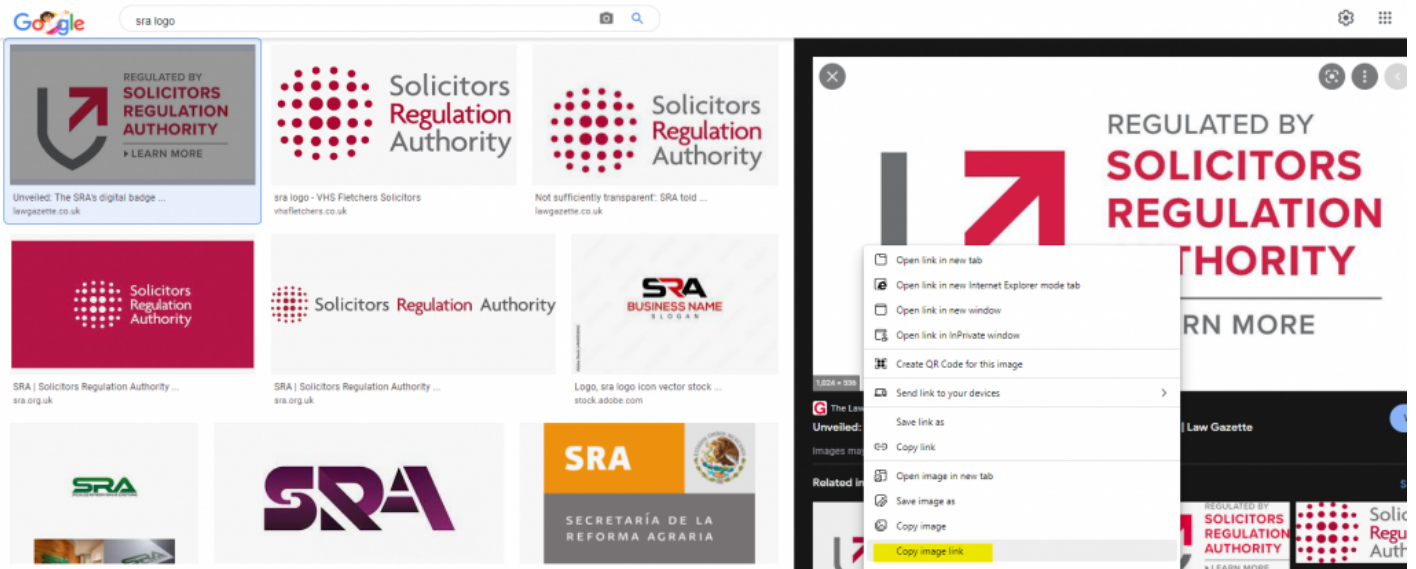 Google
sra logo
REGULATED BY
SOLICITORS
REGULATION
AUTHORITY
LEARN MORE
Unveiled: The SRA's digital badge ...
lawgazette.co.uk
Solicitors
Regulation
Authority
sra logo - VHS Fletchers Solicitors
vhsfletchers.co.uk
Solicitors
Regulation
Authority
Not sufficiently transparent': SRA told ...
lawgazette.co.uk
Solicitors
Regulation
Authority
SRA | Solicitors Regulation Authority ...
sra.org.uk
Solicitors Regulation Authority
SRA | Solicitors Regulation Authority ...
sra.org.uk
SRA
BUSINESS NAME
SLOGAN
Logo, sra logo icon vector stock ...
stock.adobe.com
SRA
SRA
SRA
SECRETARÍA DE LA
REFORMA AGRARIA
REGULATED BY
SOLICITORS
REGULATION
THORITY
RN MORE
1,024 × 536
G The Law
Unveiled:
| Law Gazette
Images may
Related in
Open link in new tab
Open link in new Internet Explorer mode tab
Open link in new window
Open link in InPrivate window
Create QR Code for this image
Send link to your devices
Save link as
Copy link
Open image in new tab
Save image as
Copy image
Copy image link
REGULATED BY
SOLICITORS
REGULATION
AUTHORITY
LEARN MORE
Solic
Regu
Auth